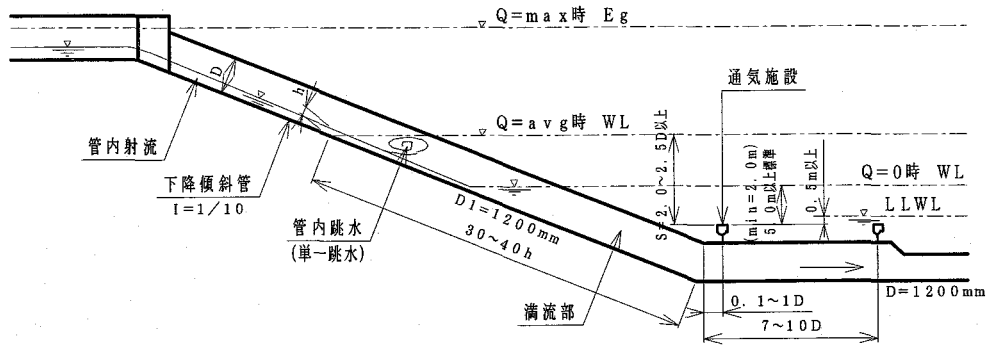 Q=max時 Eg
通気施設
D
h
Q=avg時 WL
管内射流
S=2.0~2.5D以上
(min=2.0m)
5.0m以上標準
0.5m以上
Q=0時 WL
LLWL
下降傾斜管
I=1/10
D1=1200mm
30~40h
管内跳水
(単一跳水)
満流部
D=1200mm
0.1~1D
7~10D